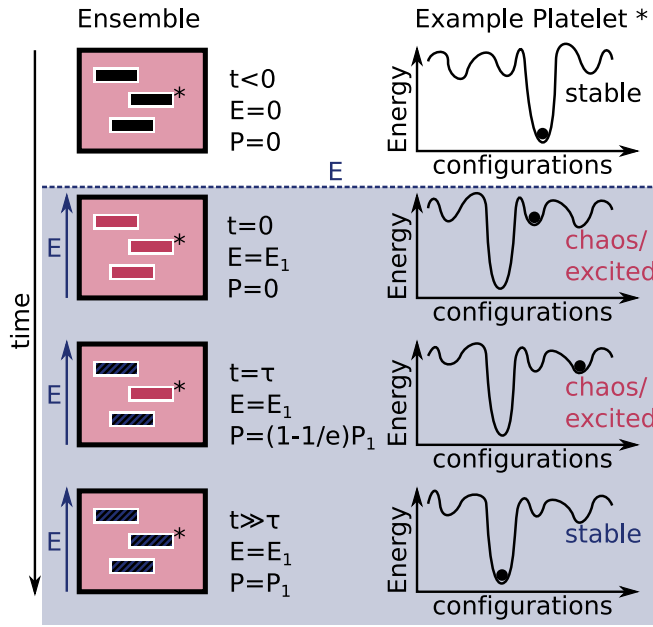 Ensemble
Example Platelet *
time
*
t<0
E=0
P=0
Energy
stable
configurations
E
E
*
t=0
E=E₁
P=0
Energy
chaos/
excited
configurations
E
*
t=τ
E=E₁
P=(1-1/e)P₁
Energy
chaos/
excited
configurations
E
*
t≫τ
E=E₁
P=P₁
Energy
stable
configurations